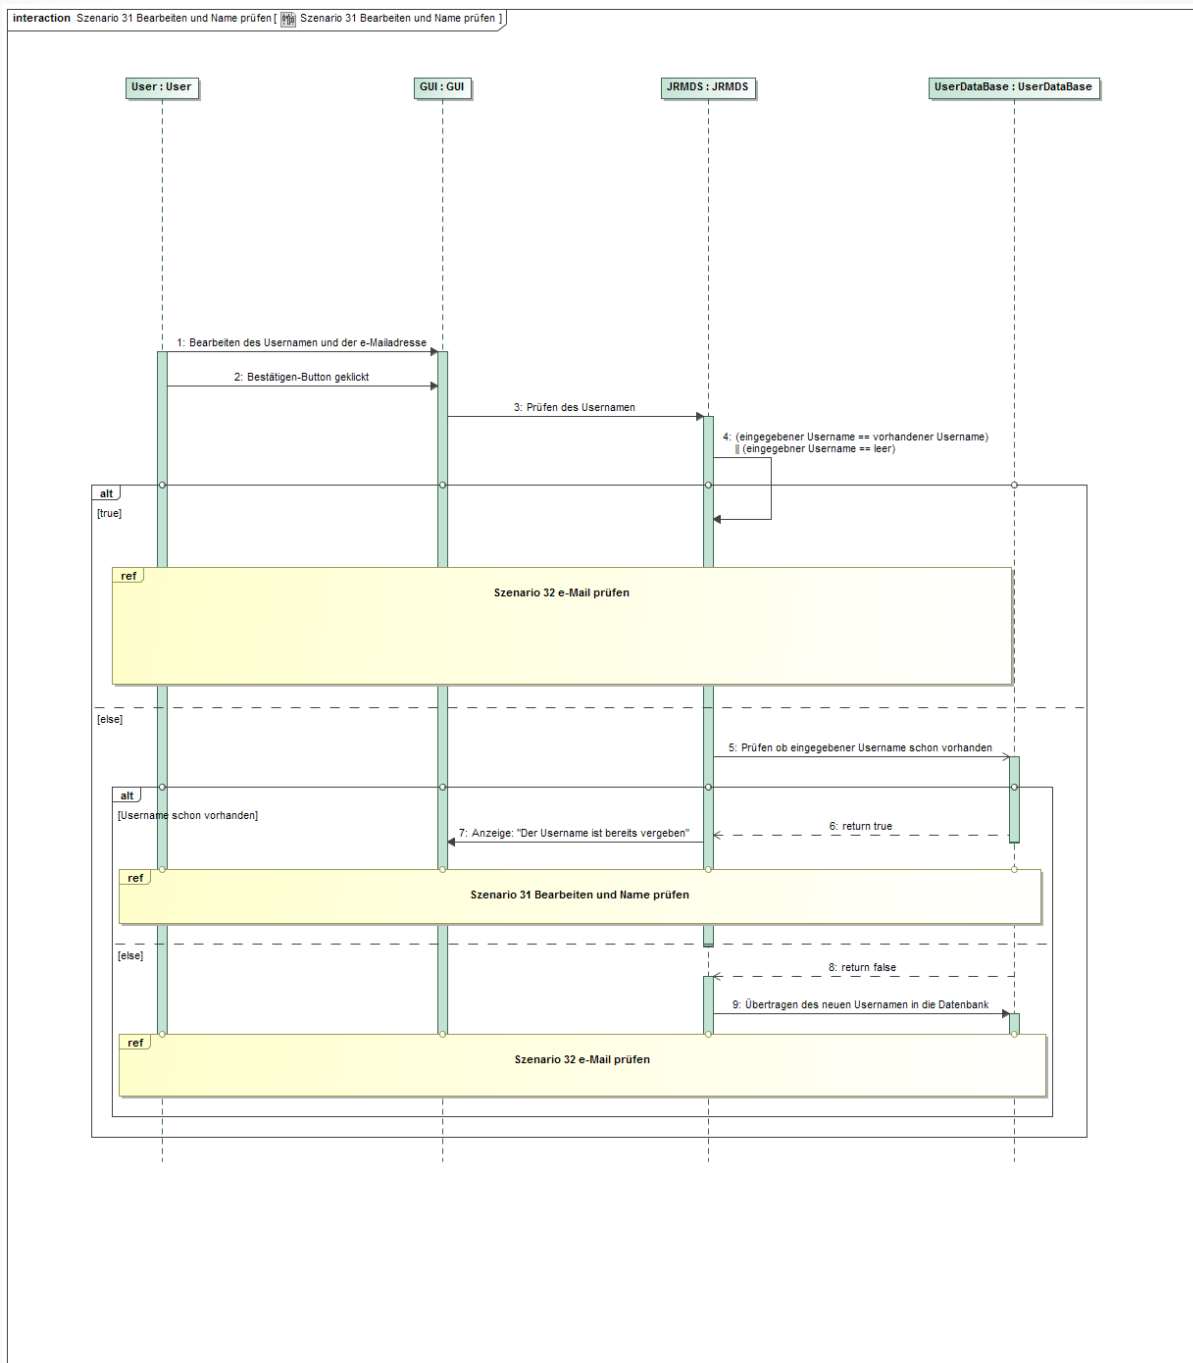 interaction Szenario 31 Bearbeiten und Name prüfen [ Szenario 31 Bearbeiten und Name prüfen ]
User : User
GUI : GUI
JRMDS : JRMDS
UserDataBase : UserDataBase
1: Bearbeiten des Usernamen und der e-Mailadresse
2: Bestätigen-Button geklickt
3: Prüfen des Usernamen
4: (eingegebener Username == vorhandener Username)
|| (eingegebner Username == leer)
alt
[true]
ref
Szenario 32 e-Mail prüfen
[else]
5: Prüfen ob eingegebener Username schon vorhanden
alt
[Username schon vorhanden]
6: return true
7: Anzeige: "Der Username ist bereits vergeben"
ref
Szenario 31 Bearbeiten und Name prüfen
[else]
8: return false
9: Übertragen des neuen Usernamen in die Datenbank
ref
Szenario 32 e-Mail prüfen